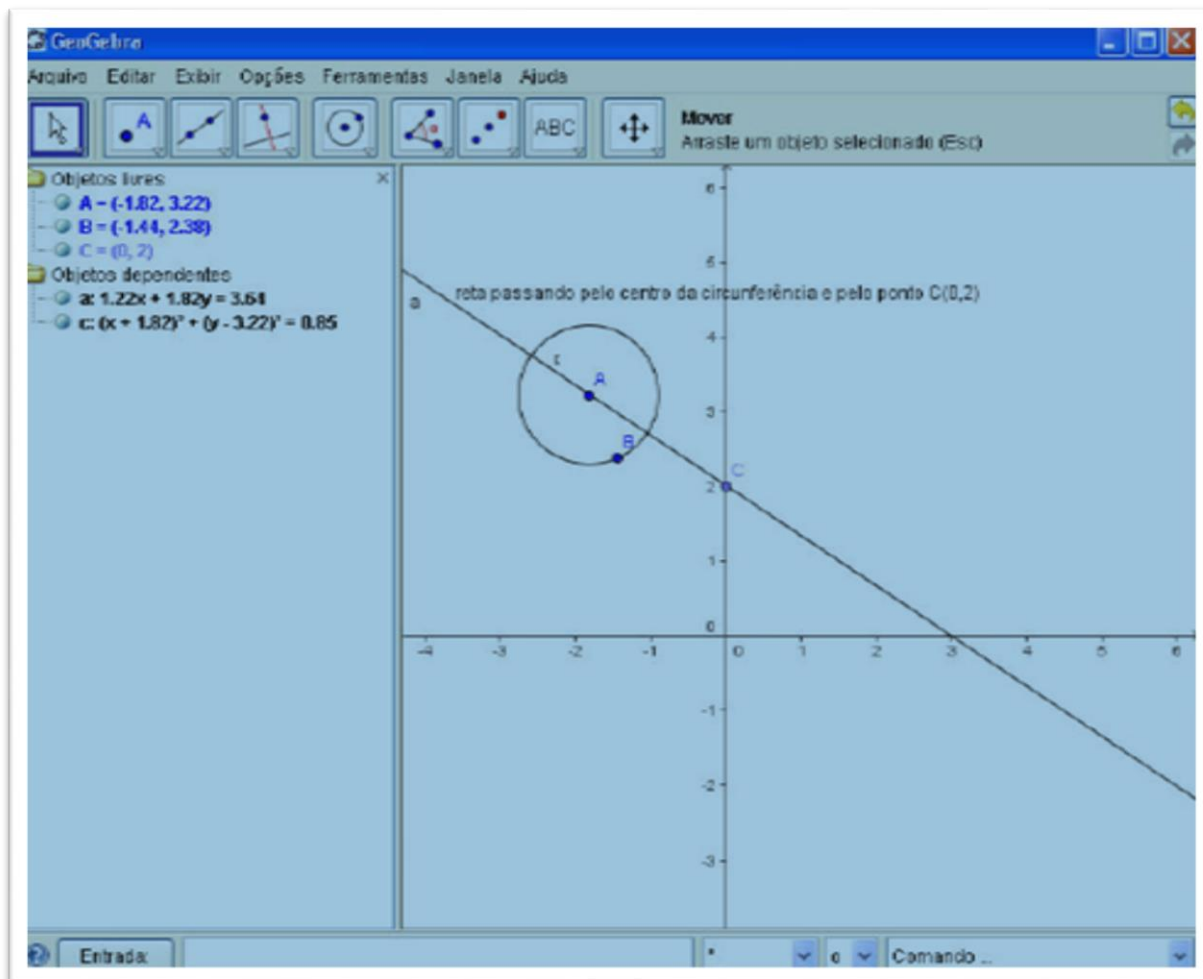 GeoGebra
Arquivo Editar Exibir Opções Ferramentas Janela Ajuda
A
ABC
Mover
Arraste um objeto selecionado (Esc)
Objetos livres
A = (-1.82, 3.22)
B = (-1.44, 2.38)
C = (0, 2)
Objetos dependentes
a: 1.22x + 1.82y = 3.64
c: (x + 1.82)² + (y - 3.22)² = 0.85
6
5
reta passando pelo centro da circunferência e pelo ponto C(0,2)
a
4
c
A
3
B
C
2
1
0
-4 -3 -2 -1 0 1 2 3 4 5 6
-1
-2
-3
Entrada:
Comando ...